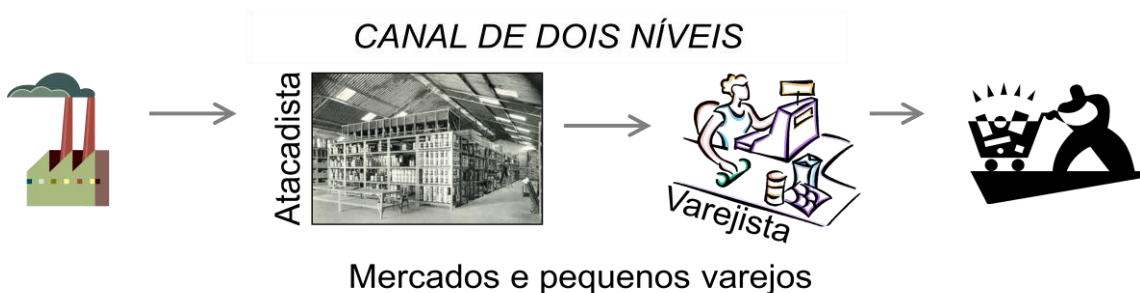 CANAL DE DOIS NÍVEIS
Atacadista
Varejista
Mercados e pequenos varejos